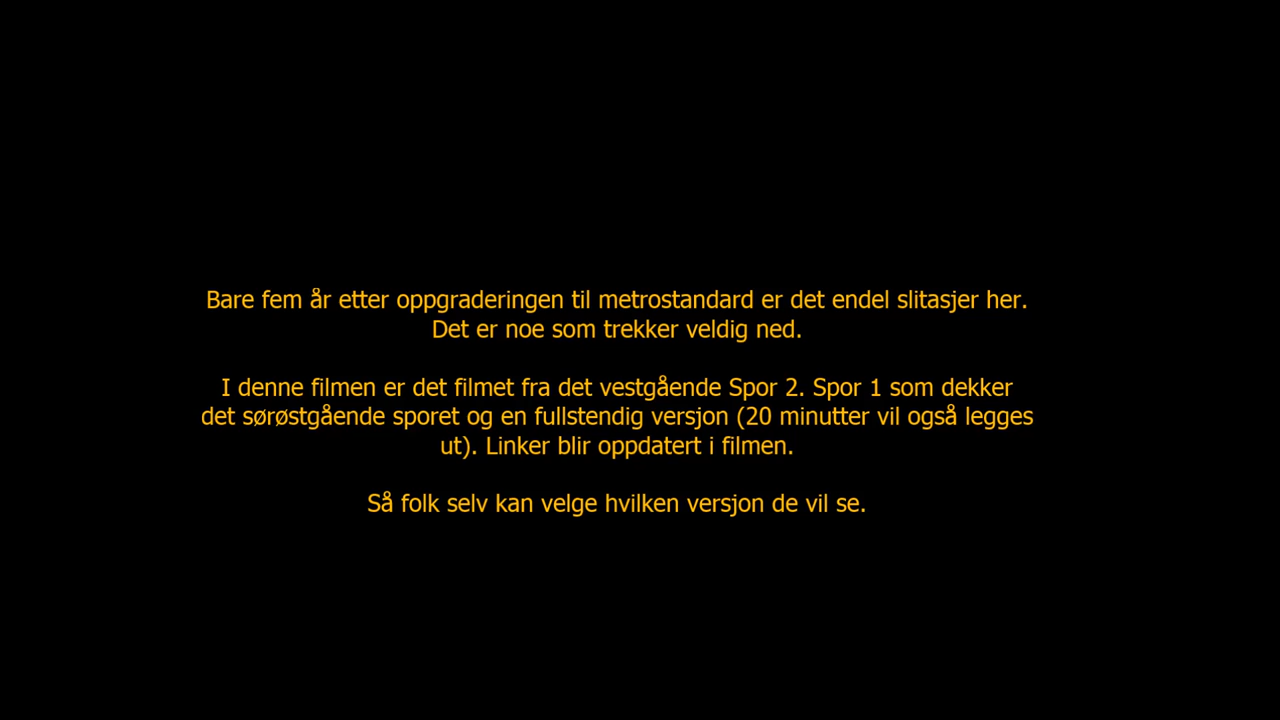 Bare fem år etter oppgraderingen til metrostandard er det endel slitasjer her.
Det er noe som trekker veldig ned.
I denne filmen er det filmet fra det vestgående Spor 2. Spor 1 som dekker
det sørøstgående sporet og en fullstendig versjon (20 minutter vil også legges
ut). Linker blir oppdatert i filmen.
Så folk selv kan velge hvilken versjon de vil se.